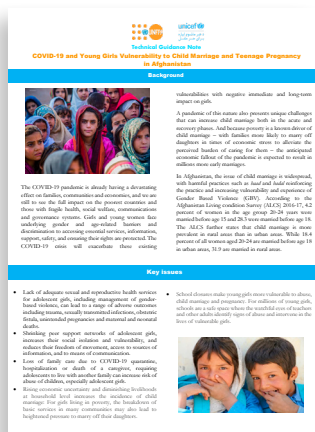 UNFPA
unicef
Technical Guidance Note
COVID-19 and Young Girls Vulnerability to Child Marriage and Teenage Pregnancy
in Afghanistan
Background
The COVID-19 pandemic is already having a devastating
effect on families, communities and economies, and we are
still to see the full impact on the poorest countries and
those with fragile health, social welfare, communications
and governance systems. Girls and young women face
underlying gender and age-related barriers and
discrimination to accessing essential services, information,
support, safety, and ensuring their rights are protected. The
COVID-19 crisis will exacerbate these existing
vulnerabilities with negative immediate and long-term
impact on girls.
A pandemic of this nature also presents unique challenges
that can increase child marriage both in the acute and
recovery phases. And because poverty is a known driver of
child marriage – with families more likely to marry off
daughters in times of economic stress to alleviate the
perceived burden of caring for them – the anticipated
economic fallout of the pandemic is expected to result in
millions more early marriages.
In Afghanistan, the issue of child marriage is widespread,
with harmful practices such as baad and badal reinforcing
the practice and increasing vulnerability and experience of
Gender Based Violence (GBV). According to the
Afghanistan Living condition Survey (ALCS) 2016-17, 4.2
percent of women in the age group 20-24 years were
married before age 15 and 28.3 were married before age 18.
The ALCS further states that child marriage is more
prevalent in rural areas than in urban areas. While 18.4
percent of all women aged 20-24 are married before age 18
in urban areas, 31.9 are married in rural areas.
Key issues
• Lack of adequate sexual and reproductive health services
for adolescent girls, including management of gender-
based violence, can lead to a range of adverse outcomes
including trauma, sexually transmitted infections, obstetric
fistula, unintended pregnancies and maternal and neonatal
deaths.
• Shrinking peer support networks of adolescent girls,
increases their social isolation and vulnerability, and
reduces their freedom of movement, access to sources of
information, and to means of communication.
• Loss of family care due to COVID-19 quarantine,
hospitalization or death of a caregiver, requiring
adolescents to live with another family can increase risk of
abuse of children, especially adolescent girls.
• Rising economic uncertainty and diminishing livelihoods
at household level increases the incidence of child
marriage. For girls living in poverty, the breakdown of
basic services in many communities may also lead to
heightened pressure to marry off their daughters.
• School closures make young girls more vulnerable to abuse,
child marriage and pregnancy. For millions of young girls,
schools are a safe space where the watchful eyes of teachers
and other adults identify signs of abuse and intervene in the
lives of vulnerable girls.